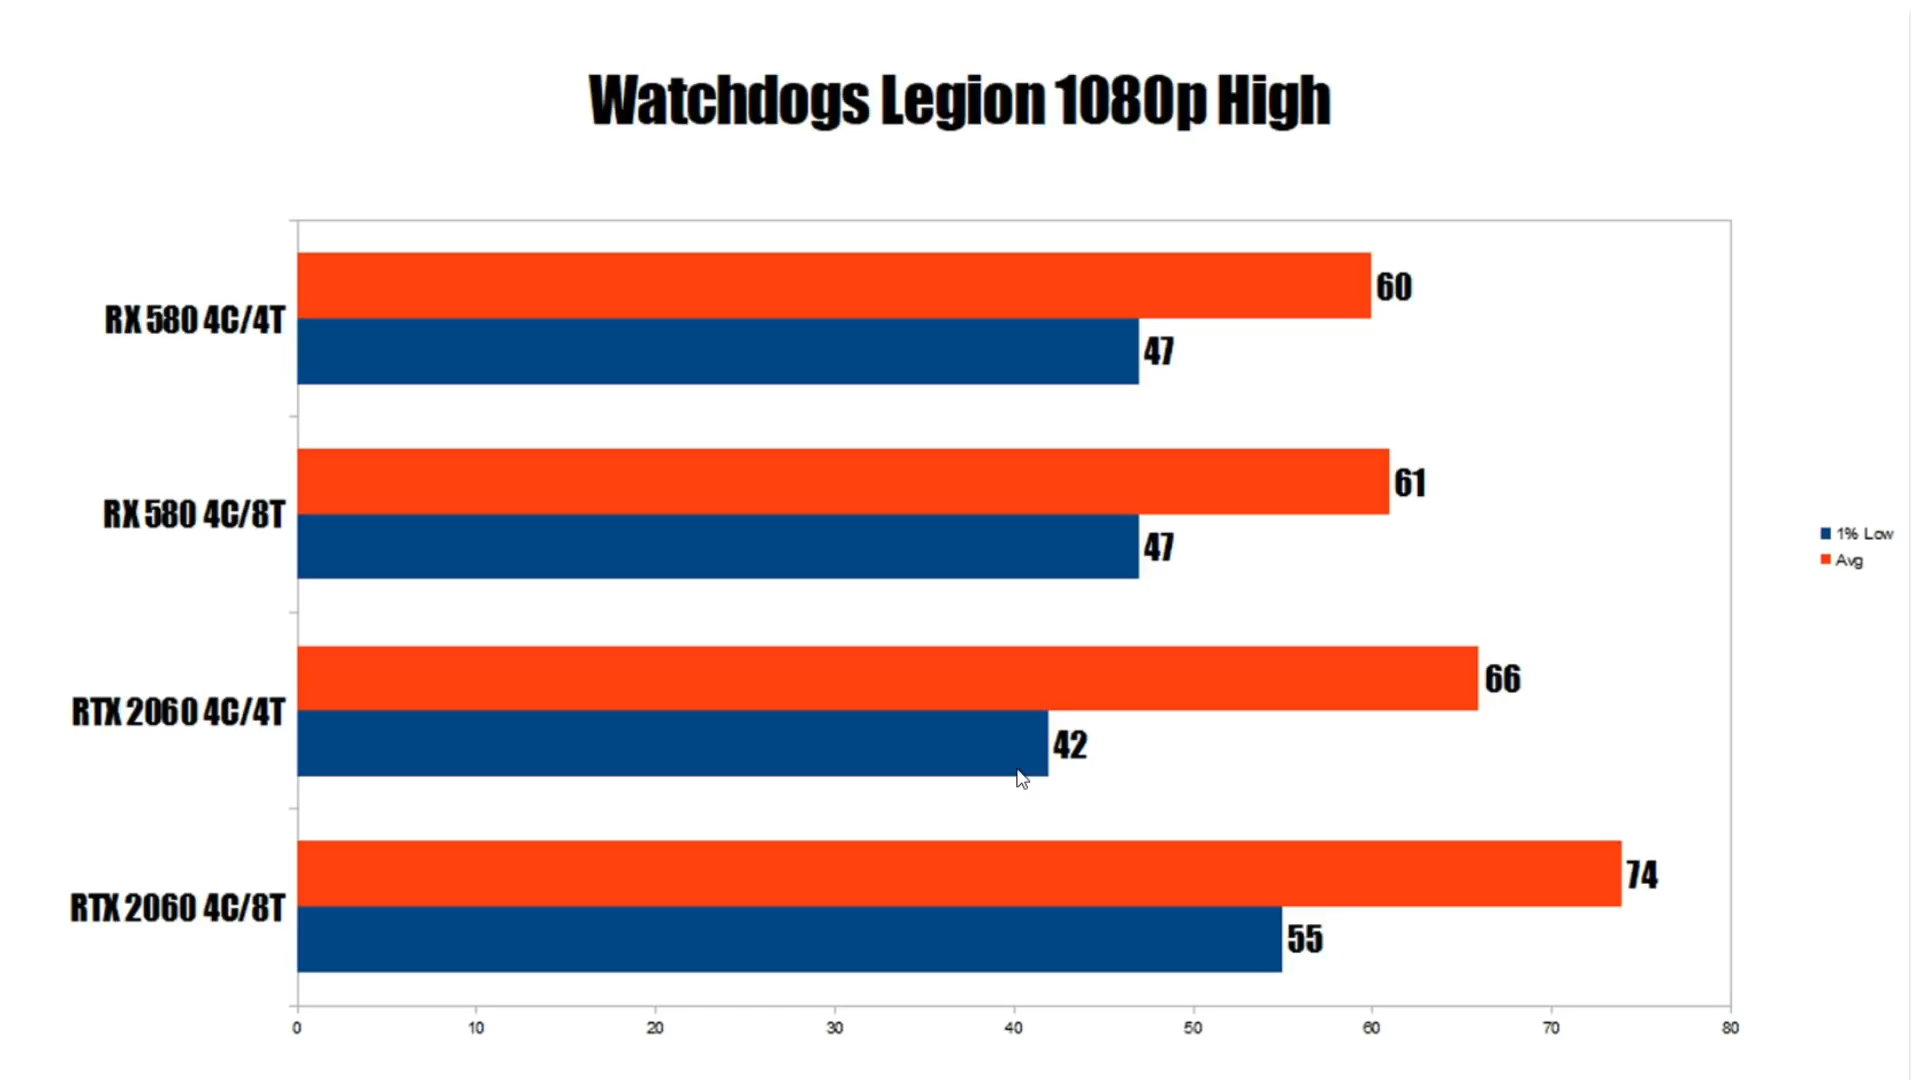 Watchdogs Legion 1080p High
RX 580 4C/4T
60
47
RX 580 4C/8T
61
47
1% Low
Avg
RTX 2060 4C/4T
66
42
RTX 2060 4C/8T
74
55
0 10 20 30 40 50 60 70 80